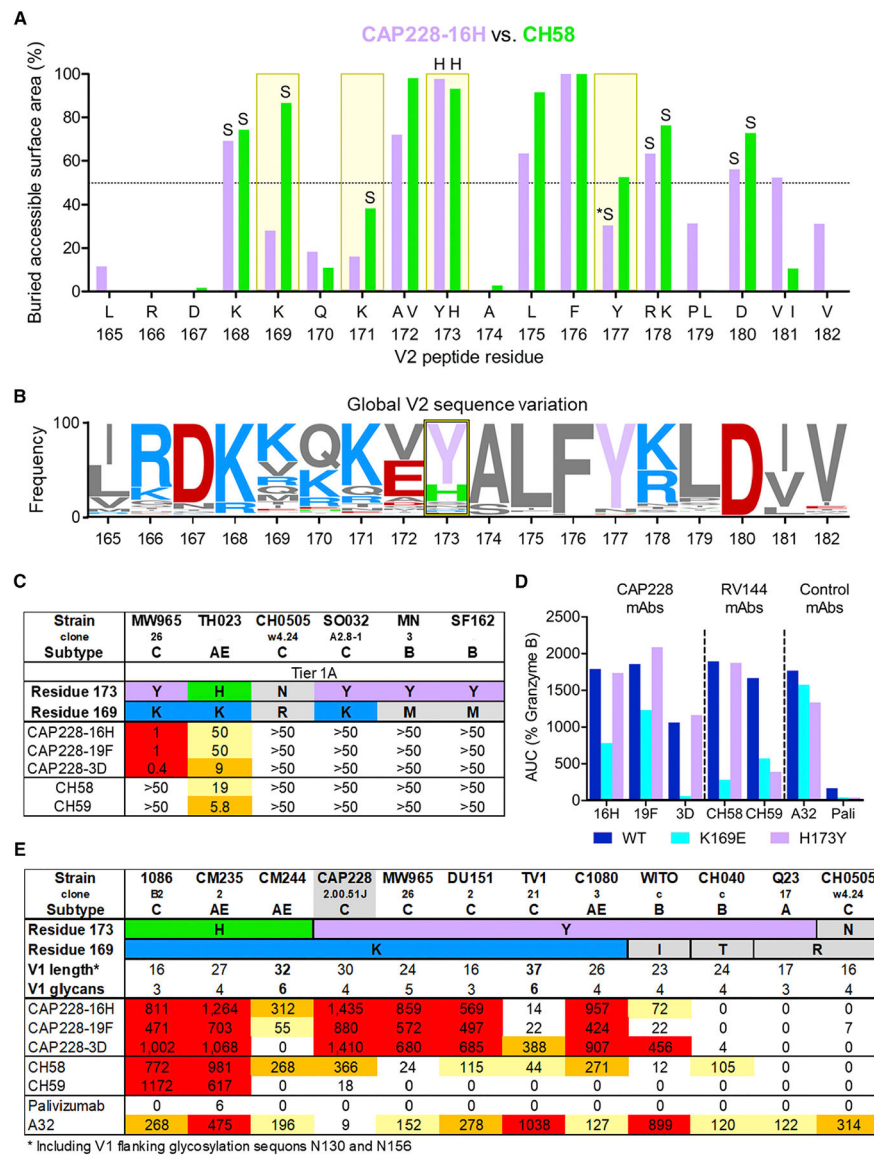 A
CAP228-16H vs. CH58
Buried accessible surface area (%)
100
80
60
40
20
0
S S S S H H *S S S S S
L R D K K Q K A V Y H A L F Y R K P L D V I V
165 166 167 168 169 170 171 172 173 174 175 176 177 178 179 180 181 182
V2 peptide residue
B
Global V2 sequence variation
Frequency
100
0
I R D K K Q K V Y A L F Y K L D I V
L K V K Q E H R V
R R
165 166 167 168 169 170 171 172 173 174 175 176 177 178 179 180 181 182
C
Strain MW965 TH023 CH0505 SO032 MN SF162
clone 26 w4.24 A2.8-1 3
Subtype C AE C C B B
Tier 1A
Residue 173 Y H N Y Y Y
Residue 169 K K R K M M
CAP228-16H 1 50 >50 >50 >50 >50
CAP228-19F 1 50 >50 >50 >50 >50
CAP228-3D 0.4 9 >50 >50 >50 >50
CH58 >50 19 >50 >50 >50 >50
CH59 >50 5.8 >50 >50 >50 >50
D
CAP228 mAbs
RV144 mAbs
Control mAbs
AUC (% Granzyme B)
2500
2000
1500
1000
500
0
16H 19F 3D CH58 CH59 A32 Pali
WT K169E H173Y
E
Strain 1086 CM235 CM244 CAP228 MW965 DU151 TV1 C1080 WITO CH040 Q23 CH0505
clone B2 2 2.00.51J 26 2 21 3 c c 17 w4.24
Subtype C AE AE C C C C AE B B A C
Residue 173 H Y N
Residue 169 K I T R
V1 length* 16 27 32 30 24 16 37 26 23 24 17 16
V1 glycans 3 4 6 4 5 3 6 4 4 4 3 4
CAP228-16H 811 1,264 312 1,435 859 569 14 957 72 0 0 0
CAP228-19F 471 703 55 880 572 497 22 424 22 0 0 7
CAP228-3D 1,002 1,068 0 1,410 680 685 388 907 456 4 0 0
CH58 772 981 268 366 24 115 44 271 12 105 0 0
CH59 1172 617 0 18 0 0 0 0 0 0 0 0
Palivizumab 0 6 0 0 0 0 0 0 0 0 0 0
A32 268 475 196 9 152 278 1038 127 899 120 122 314
* Including V1 flanking glycosylation sequons N130 and N156